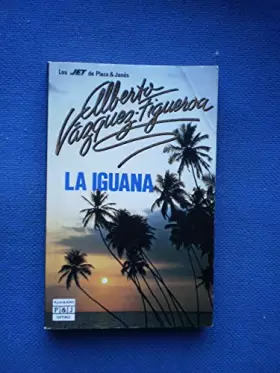 Los JET de Plaza & Janés
Alberto
Vázquez-Figueroa
LA IGUANA
P&J